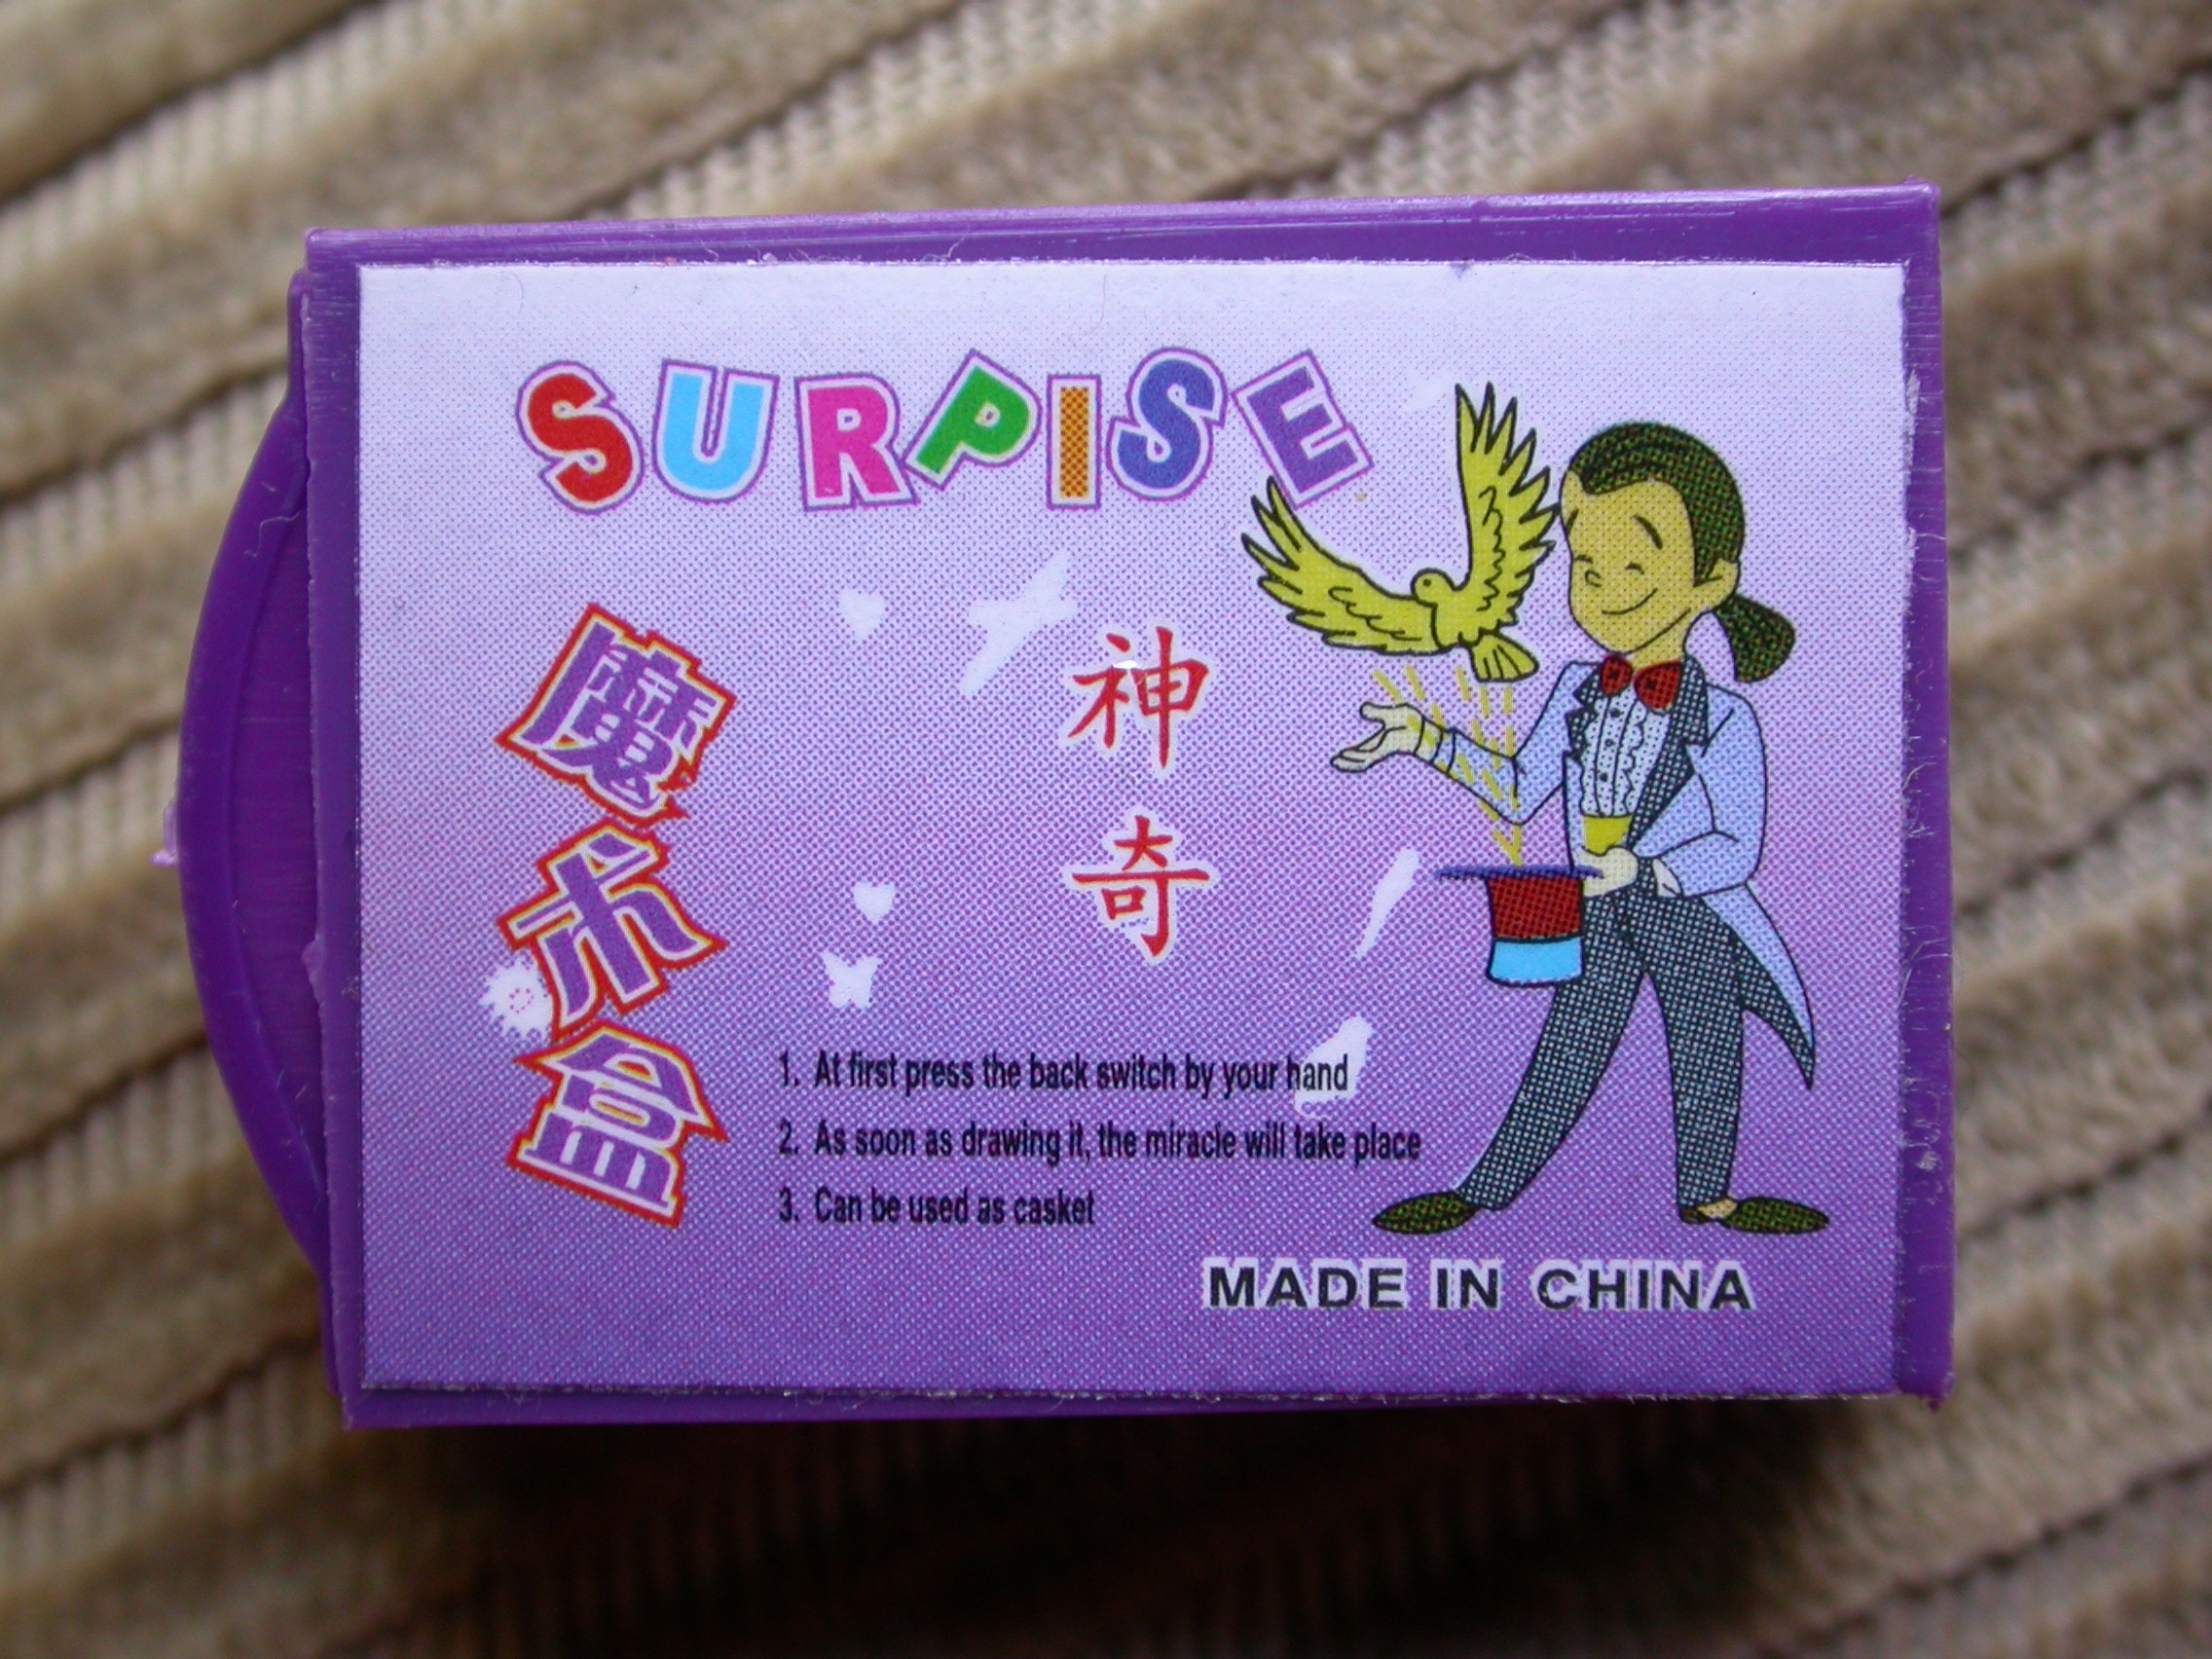 SURPISE
魔术盒
神奇
1. At first press the back switch by your hand
2. As soon as drawing it, the miracle will take place
3. Can be used as casket
MADE IN CHINA